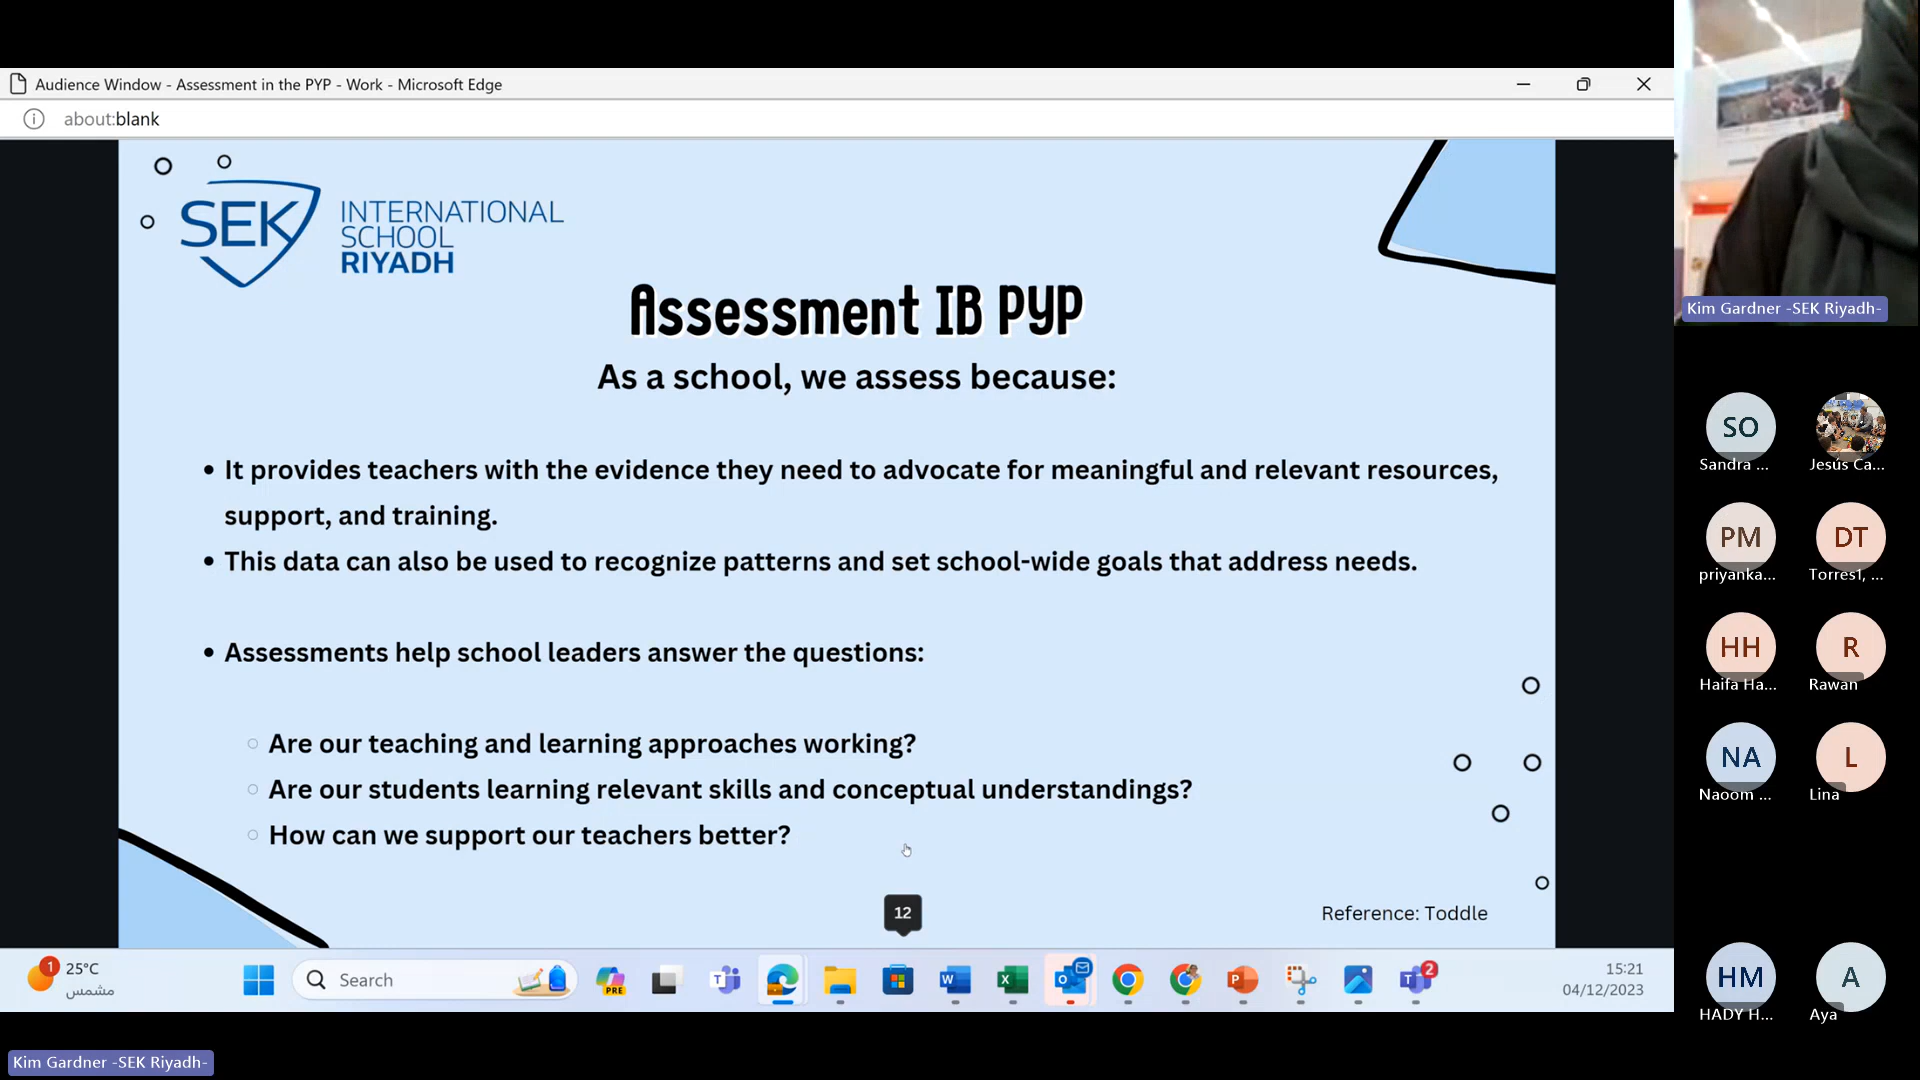 Audience Window - Assessment in the PYP - Work - Microsoft Edge
about:blank
SEK
INTERNATIONAL
SCHOOL
RIYADH
Assessment IB PYP
As a school, we assess because:
• It provides teachers with the evidence they need to advocate for meaningful and relevant resources,
support, and training.
• This data can also be used to recognize patterns and set school-wide goals that address needs.
• Assessments help school leaders answer the questions:
○ Are our teaching and learning approaches working?
○ Are our students learning relevant skills and conceptual understandings?
○ How can we support our teachers better?
12
Reference: Toddle
1
25°C
مشمس
Search
PRE
2
15:21
04/12/2023
Kim Gardner -SEK Riyadh-
Kim Gardner -SEK Riyadh-
SO
Sandra ...
Jesús Ca...
PM
priyanka...
DT
Torres1, ...
HH
Haifa Ha...
R
Rawan
NA
Naoom ...
L
Lina
HM
HADY H...
A
Aya